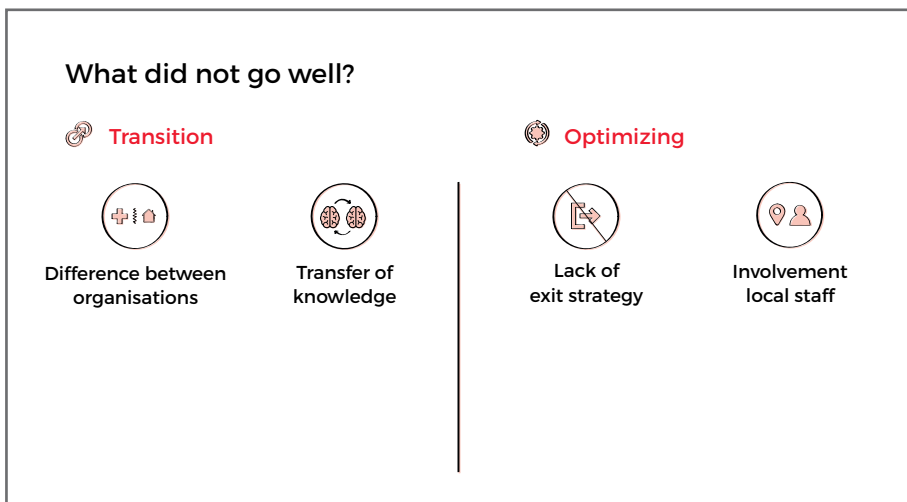 What did not go well?
Transition
Difference between
organisations
Transfer of
knowledge
Optimizing
Lack of
exit strategy
Involvement
local staff